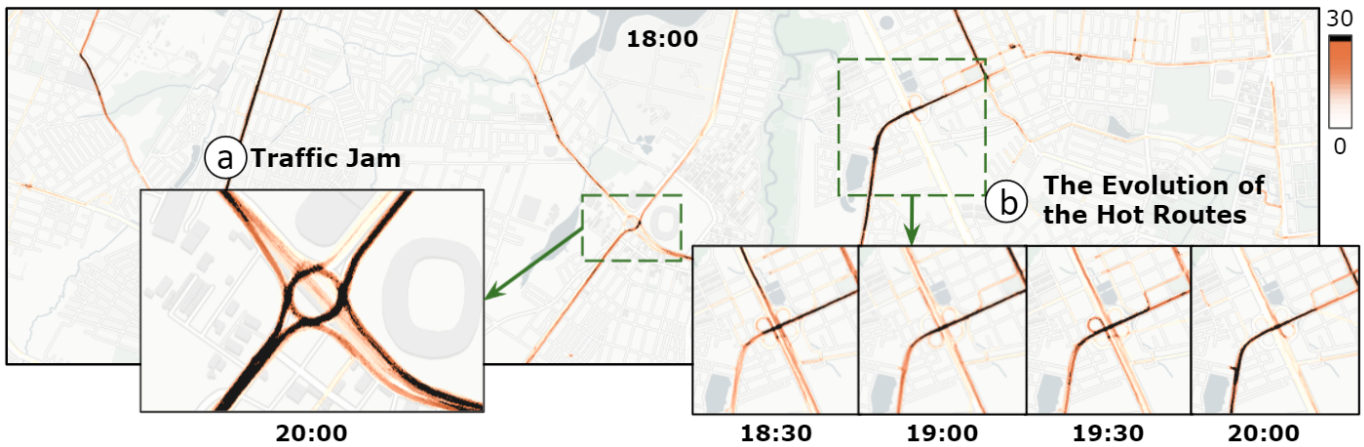 18:00
30
0
a Traffic Jam
b The Evolution of
the Hot Routes
20:00
18:30
19:00
19:30
20:00